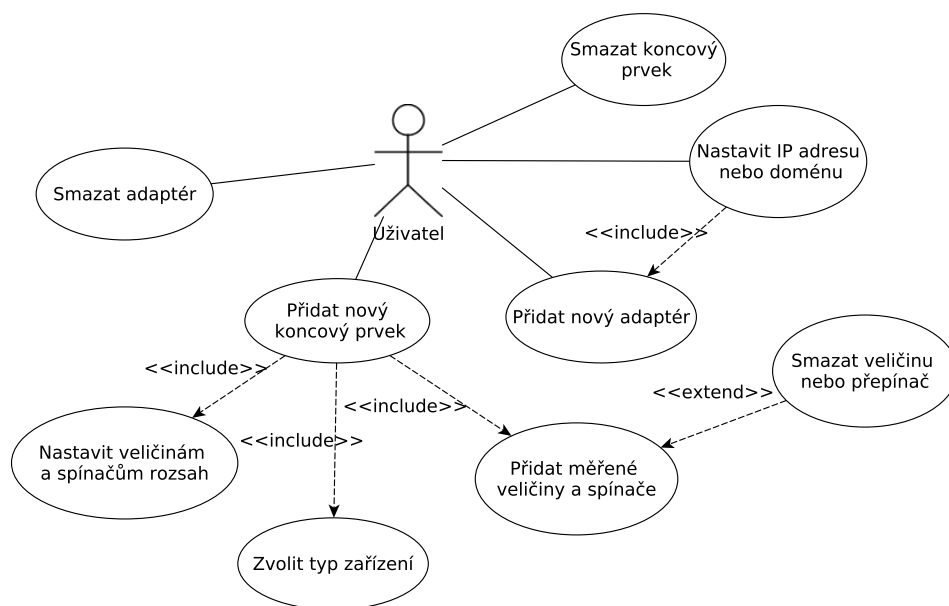 Smazat koncový
prvek
Nastavit IP adresu
nebo doménu
Smazat adaptér
Uživatel
<<include>>
Přidat nový
koncový prvek
Přidat nový adaptér
Smazat veličinu
nebo přepínač
<<include>>
<<extend>>
<<include>>
<<include>>
Nastavit veličinám
a spínačům rozsah
Přidat měřené
veličiny a spínače
Zvolit typ zařízení